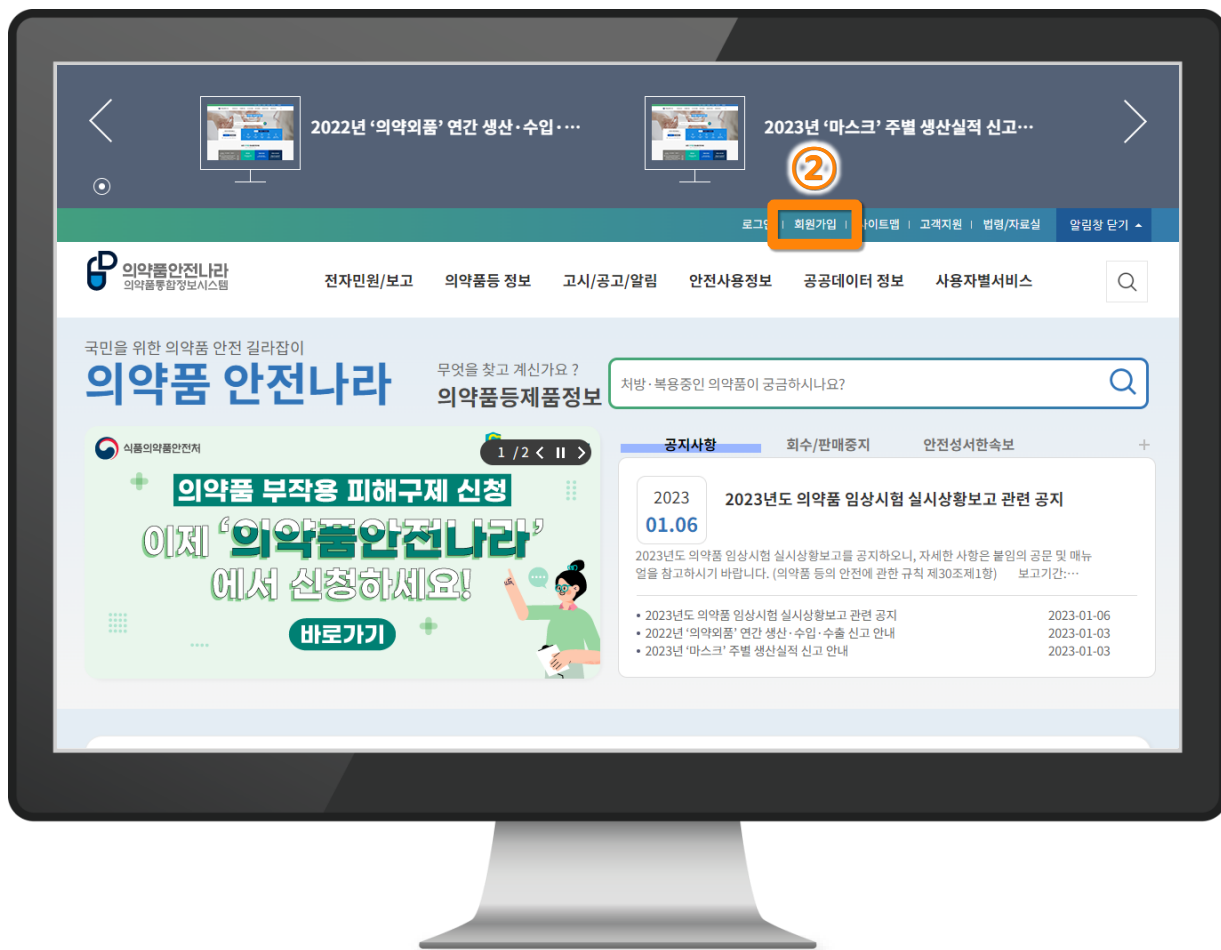 2022년 ‘의약외품’ 연간 생산·수입·…
2023년 ‘마스크’ 주별 생산실적 신고…
②
로그인
회원가입
사이트맵
고객지원
법령/자료실
알림창 닫기
의약품안전나라
의약품통합정보시스템
전자민원/보고
의약품등 정보
고시/공고/알림
안전사용정보
공공데이터 정보
사용자별서비스
국민을 위한 의약품 안전 길라잡이
의약품 안전나라
무엇을 찾고 계신가요 ?
의약품등제품정보
처방·복용중인 의약품이 궁금하시나요?
식품의약품안전처
1 / 2
의약품 부작용 피해구제 신청
이제 ‘의약품안전나라’
에서 신청하세요!
바로가기
공지사항
회수/판매중지
안전성서한속보
2023
01.06
2023년도 의약품 임상시험 실시상황보고 관련 공지
2023년도 의약품 임상시험 실시상황보고를 공지하오니, 자세한 사항은 붙임의 공문 및 매뉴
얼을 참고하시기 바랍니다. (의약품 등의 안전에 관한 규칙 제30조제1항) 보고기간:…
• 2023년도 의약품 임상시험 실시상황보고 관련 공지 2023-01-06
• 2022년 ‘의약외품’ 연간 생산·수입·수출 신고 안내 2023-01-03
• 2023년 ‘마스크’ 주별 생산실적 신고 안내 2023-01-03